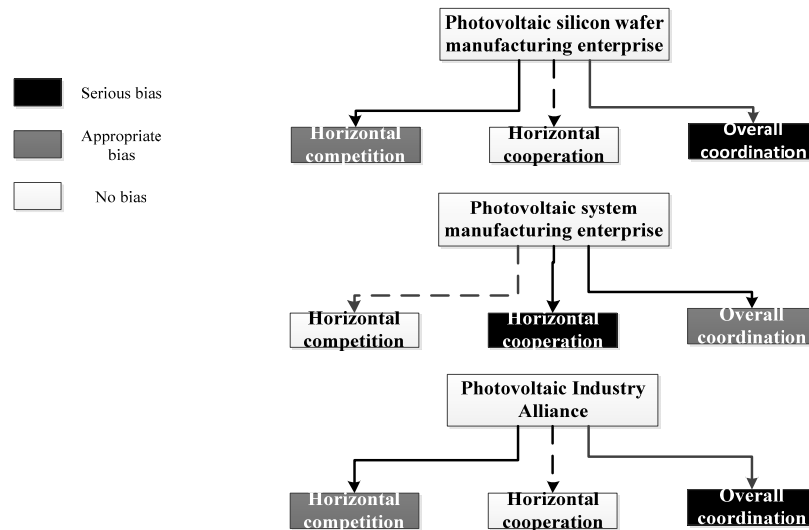 Serious bias
Appropriate
bias
No bias
Photovoltaic silicon wafer
manufacturing enterprise
Horizontal
competition
Horizontal
cooperation
Overall
coordination
Photovoltaic system
manufacturing enterprise
Horizontal
competition
Horizontal
cooperation
Overall
coordination
Photovoltaic Industry
Alliance
Horizontal
competition
Horizontal
cooperation
Overall
coordination